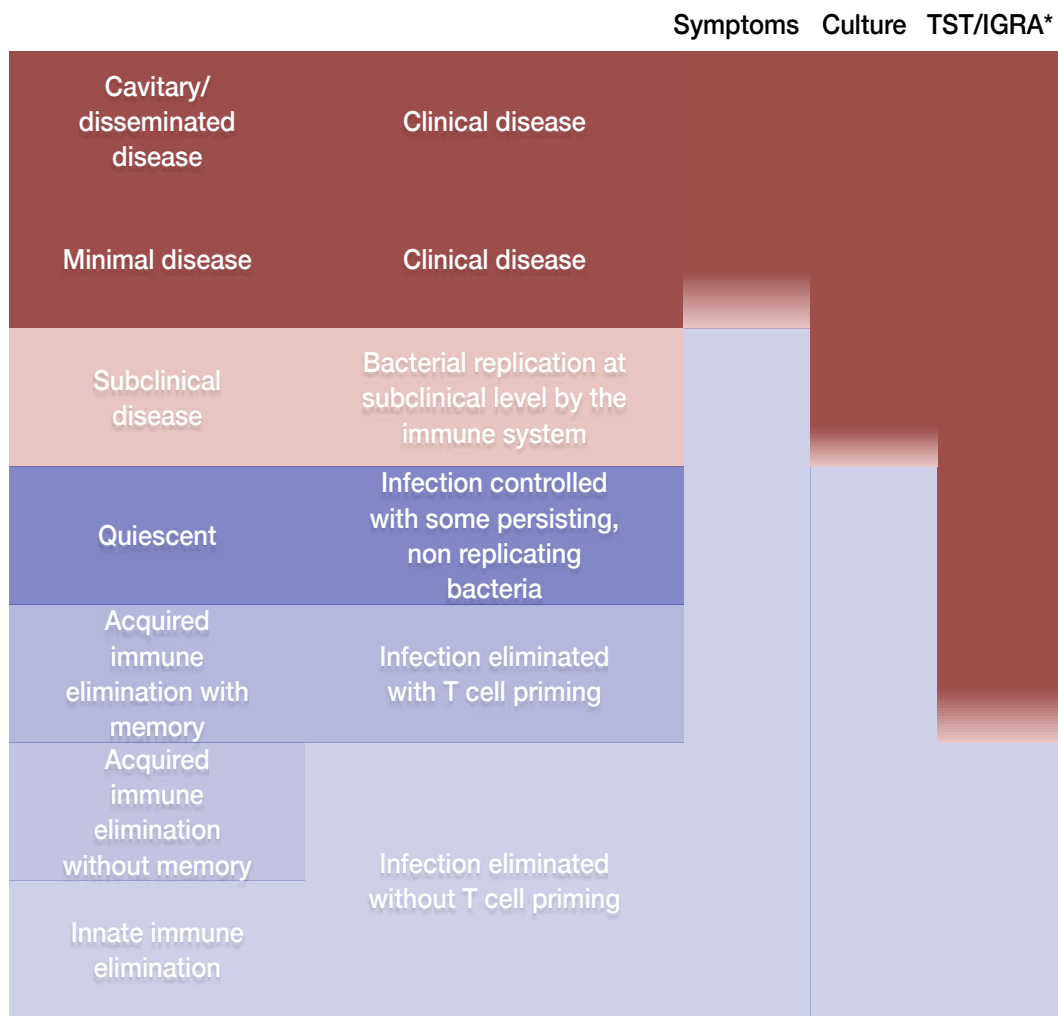 Symptoms Culture TST/IGRA*
Cavitary/
disseminated
disease
Clinical disease
Minimal disease
Clinical disease
Subclinical
disease
Bacterial replication at
subclinical level by the
immune system
Quiescent
Infection controlled
with some persisting,
non replicating
bacteria
Acquired
immune
elimination with
memory
Infection eliminated
with T cell priming
Acquired
immune
elimination
without memory
Infection eliminated
without T cell priming
Innate immune
elimination